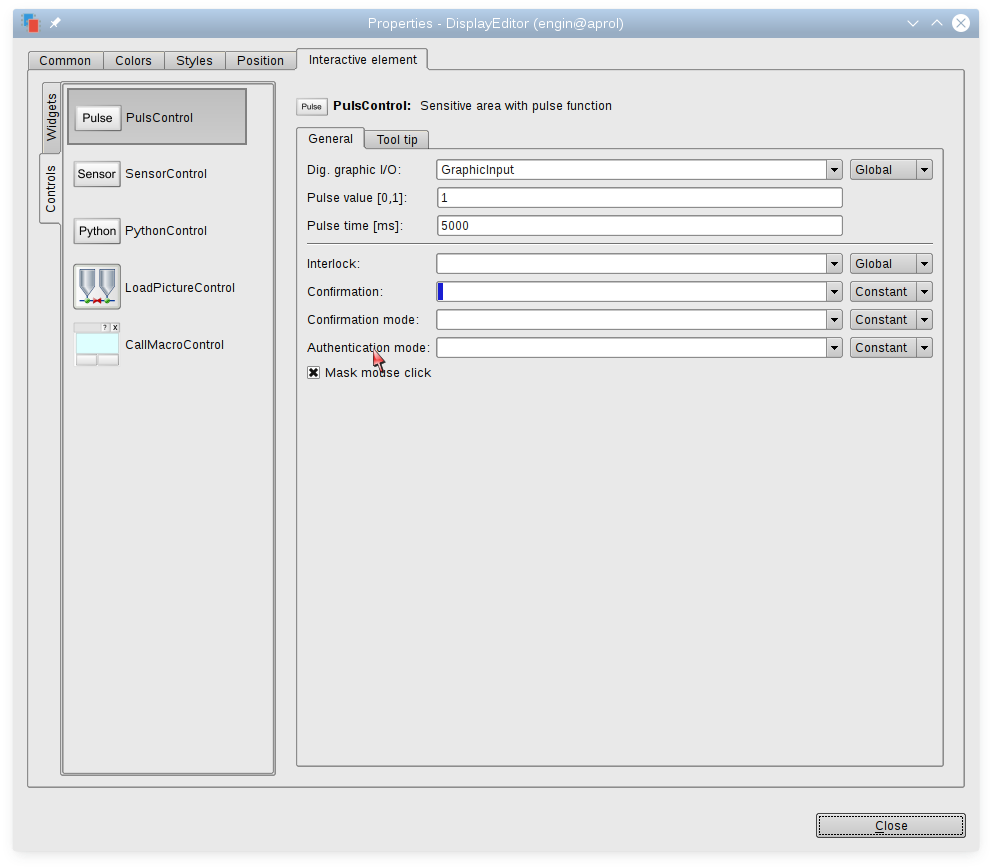 Properties - DisplayEditor (engin@aprol)
Common Colors Styles Position Interactive element
Widgets
Controls
Pulse PulsControl
Sensor SensorControl
Python PythonControl
LoadPictureControl
? X
CallMacroControl
Pulse PulsControl: Sensitive area with pulse function
General Tool tip
Dig. graphic I/O: GraphicInput Global
Pulse value [0,1]: 1
Pulse time [ms]: 5000
Interlock: Global
Confirmation: Constant
Confirmation mode: Constant
Authentication mode: Constant
Mask mouse click
Close